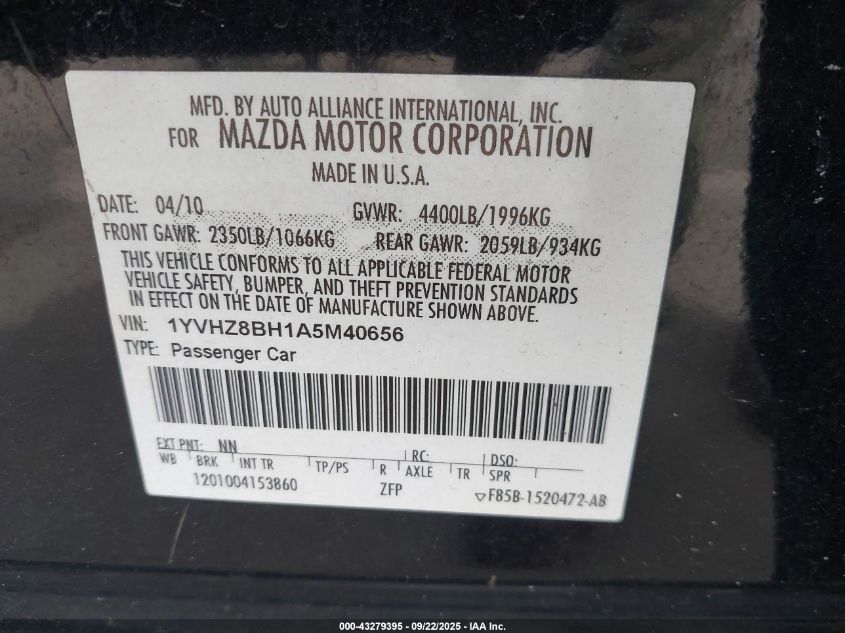 MFD. BY AUTO ALLIANCE INTERNATIONAL, INC.
FOR MAZDA MOTOR CORPORATION
MADE IN U.S.A.
DATE: 04/10 GVWR: 4400LB/1996KG
FRONT GAWR: 2350LB/1066KG REAR GAWR: 2059LB/934KG
THIS VEHICLE CONFORMS TO ALL APPLICABLE FEDERAL MOTOR
VEHICLE SAFETY, BUMPER, AND THEFT PREVENTION STANDARDS
IN EFFECT ON THE DATE OF MANUFACTURE SHOWN ABOVE.
VIN: 1YVHZ8BH1A5M40656
TYPE: Passenger Car
EXT PNT: NN RC: DSO:
WB BRK INT TR TP/PS R AXLE TR SPR
1201004153860 ZFP F85B-1520472-AB
000-43279395 - 09/22/2025 - IAA Inc.